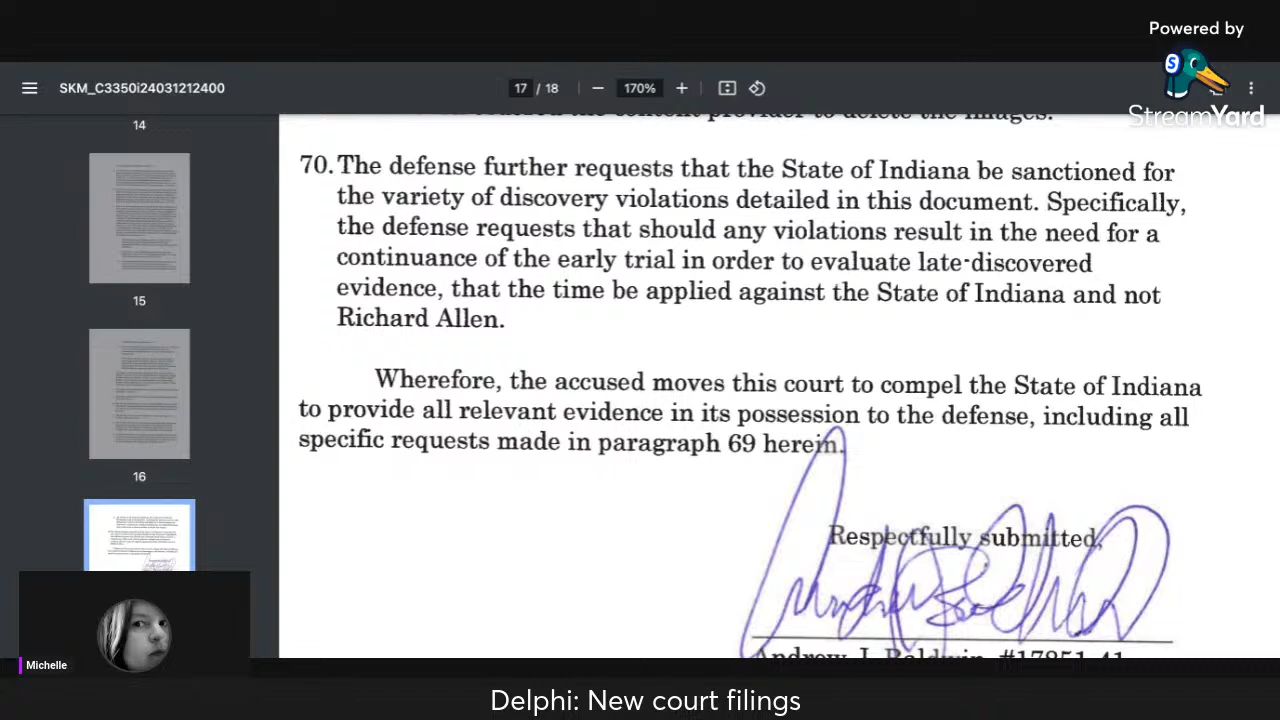 Powered by
StreamYard
SKM_C3350i24031212400
17 / 18
170%
14
15
16
70. The defense further requests that the State of Indiana be sanctioned for
the variety of discovery violations detailed in this document. Specifically,
the defense requests that should any violations result in the need for a
continuance of the early trial in order to evaluate late-discovered
evidence, that the time be applied against the State of Indiana and not
Richard Allen.
Wherefore, the accused moves this court to compel the State of Indiana
to provide all relevant evidence in its possession to the defense, including all
specific requests made in paragraph 69 herein.
Respectfully submitted,
Andrew J. Baldwin, #17851-41
Michelle
Delphi: New court filings